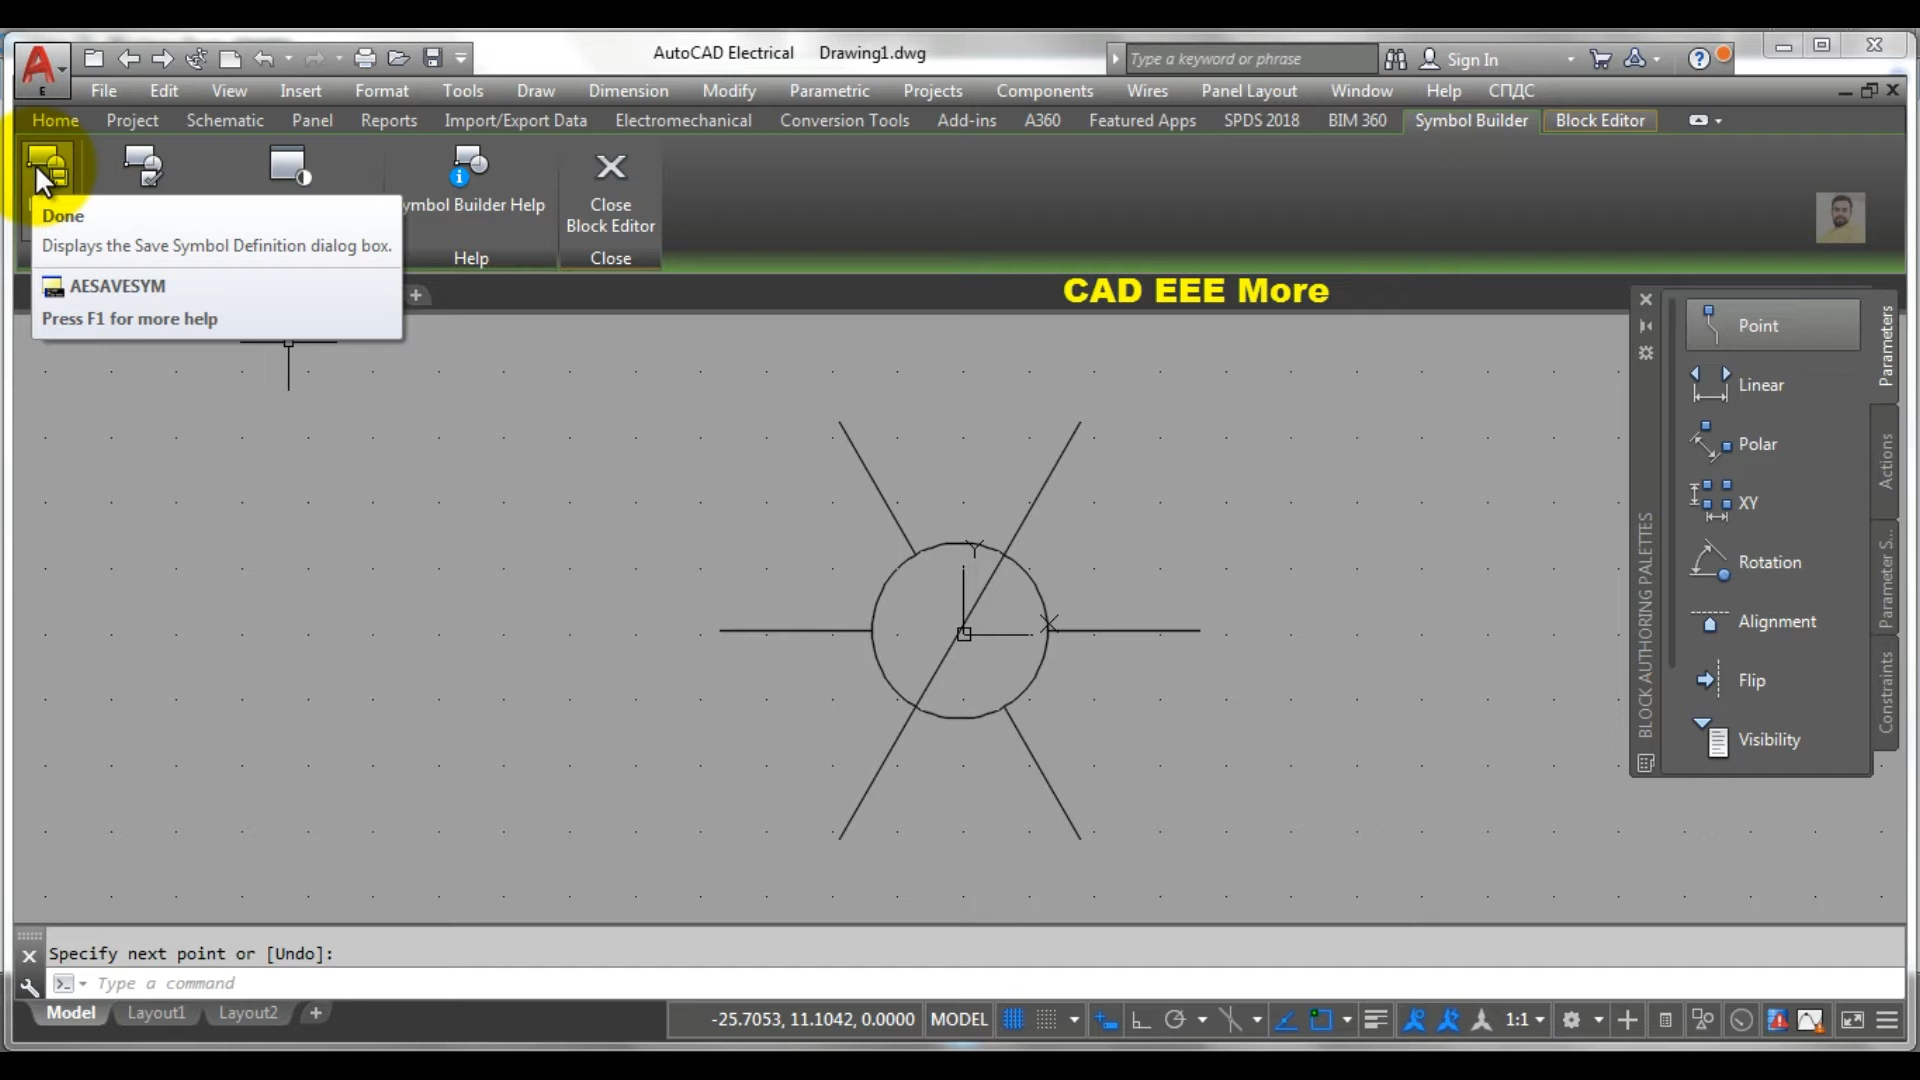 AutoCAD Electrical Drawing1.dwg
Type a keyword or phrase
Sign In
File Edit View Insert Format Tools Draw Dimension Modify Parametric Projects Components Wires Panel Layout Window Help СПДС
Home Project Schematic Panel Reports Import/Export Data Electromechanical Conversion Tools Add-ins A360 Featured Apps SPDS 2018 BIM 360 Symbol Builder Block Editor
ymbol Builder Help
Close
Block Editor
Help
Close
Done
Displays the Save Symbol Definition dialog box.
AESAVESYM
Press F1 for more help
CAD EEE More
Y
X
Point
Linear
Polar
XY
Rotation
Alignment
Flip
Visibility
Parameters
Actions
Parameter S...
Constraints
BLOCK AUTHORING PALETTES
Specify next point or [Undo]:
Type a command
Model Layout1 Layout2
-25.7053, 11.1042, 0.0000 MODEL
1:1